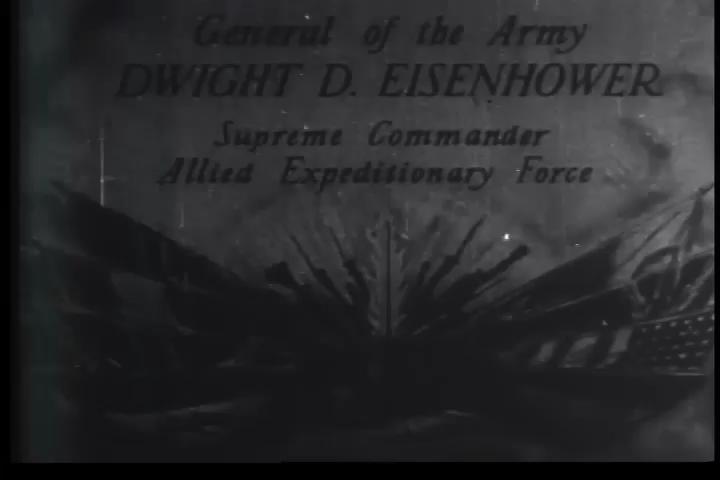 General of the Army
DWIGHT D. EISENHOWER
Supreme Commander
Allied Expeditionary Force